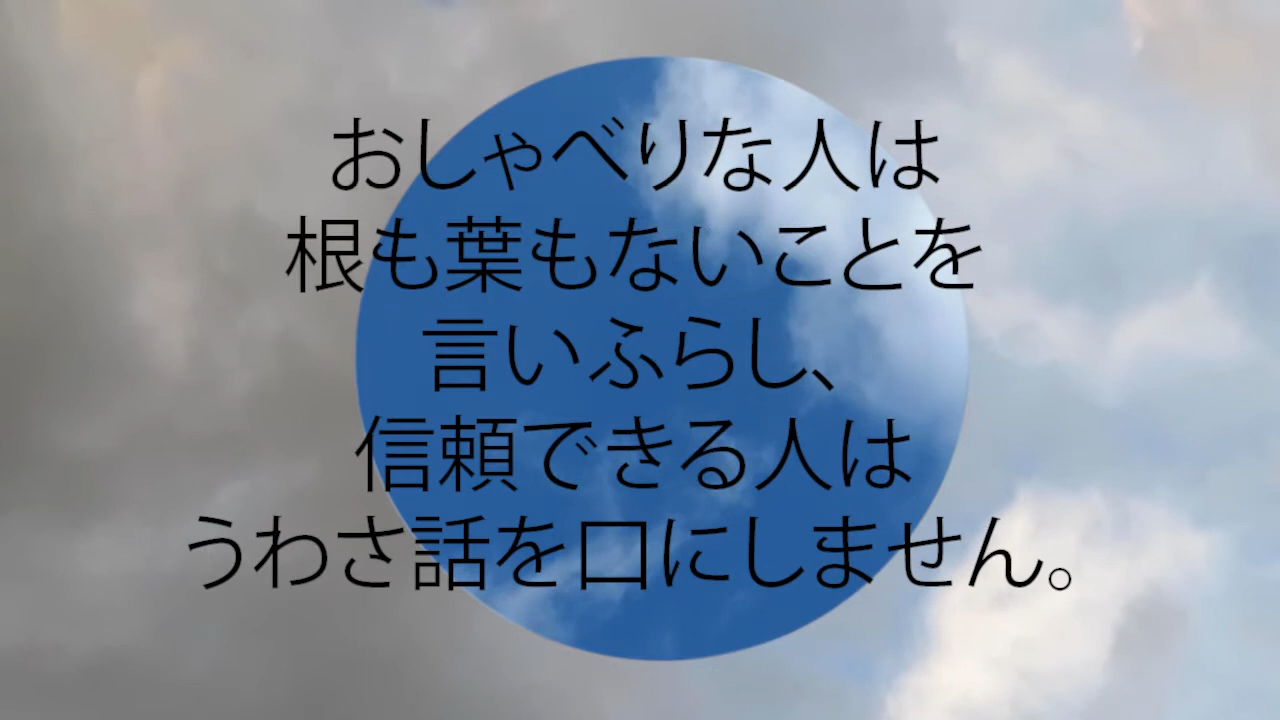 おしゃべりな人は
根も葉もないことを
言いふらし、
信頼できる人は
うわさ話を口にしません。